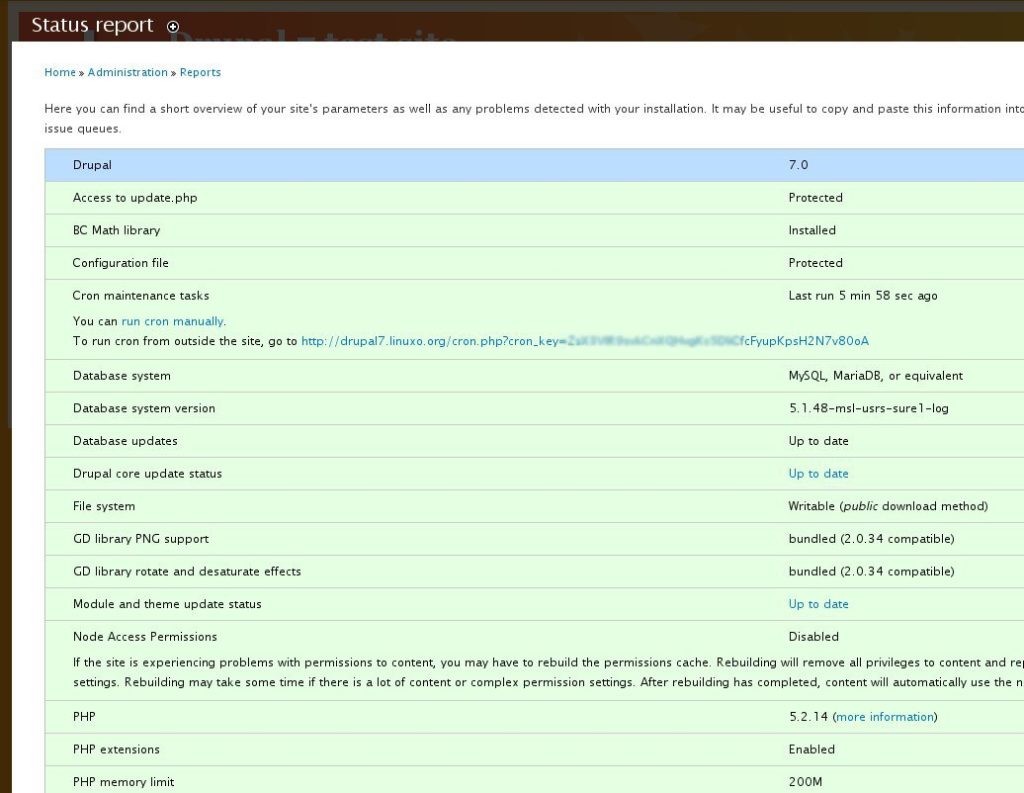 Status report
Home » Administration » Reports
Here you can find a short overview of your site's parameters as well as any problems detected with your installation. It may be useful to copy and paste this information into
issue queues.
Drupal 7.0
Access to update.php Protected
BC Math library Installed
Configuration file Protected
Cron maintenance tasks Last run 5 min 58 sec ago
You can run cron manually.
To run cron from outside the site, go to http://drupal7.linuxo.org/cron.php?cron_key= fcFyupKpsH2N7v80oA
Database system MySQL, MariaDB, or equivalent
Database system version 5.1.48-msl-usrs-sure1-log
Database updates Up to date
Drupal core update status Up to date
File system Writable (public download method)
GD library PNG support bundled (2.0.34 compatible)
GD library rotate and desaturate effects bundled (2.0.34 compatible)
Module and theme update status Up to date
Node Access Permissions Disabled
If the site is experiencing problems with permissions to content, you may have to rebuild the permissions cache. Rebuilding will remove all privileges to content and
settings. Rebuilding may take some time if there is a lot of content or complex permission settings. After rebuilding has completed, content will automatically use the
PHP 5.2.14 (more information)
PHP extensions Enabled
PHP memory limit 200M